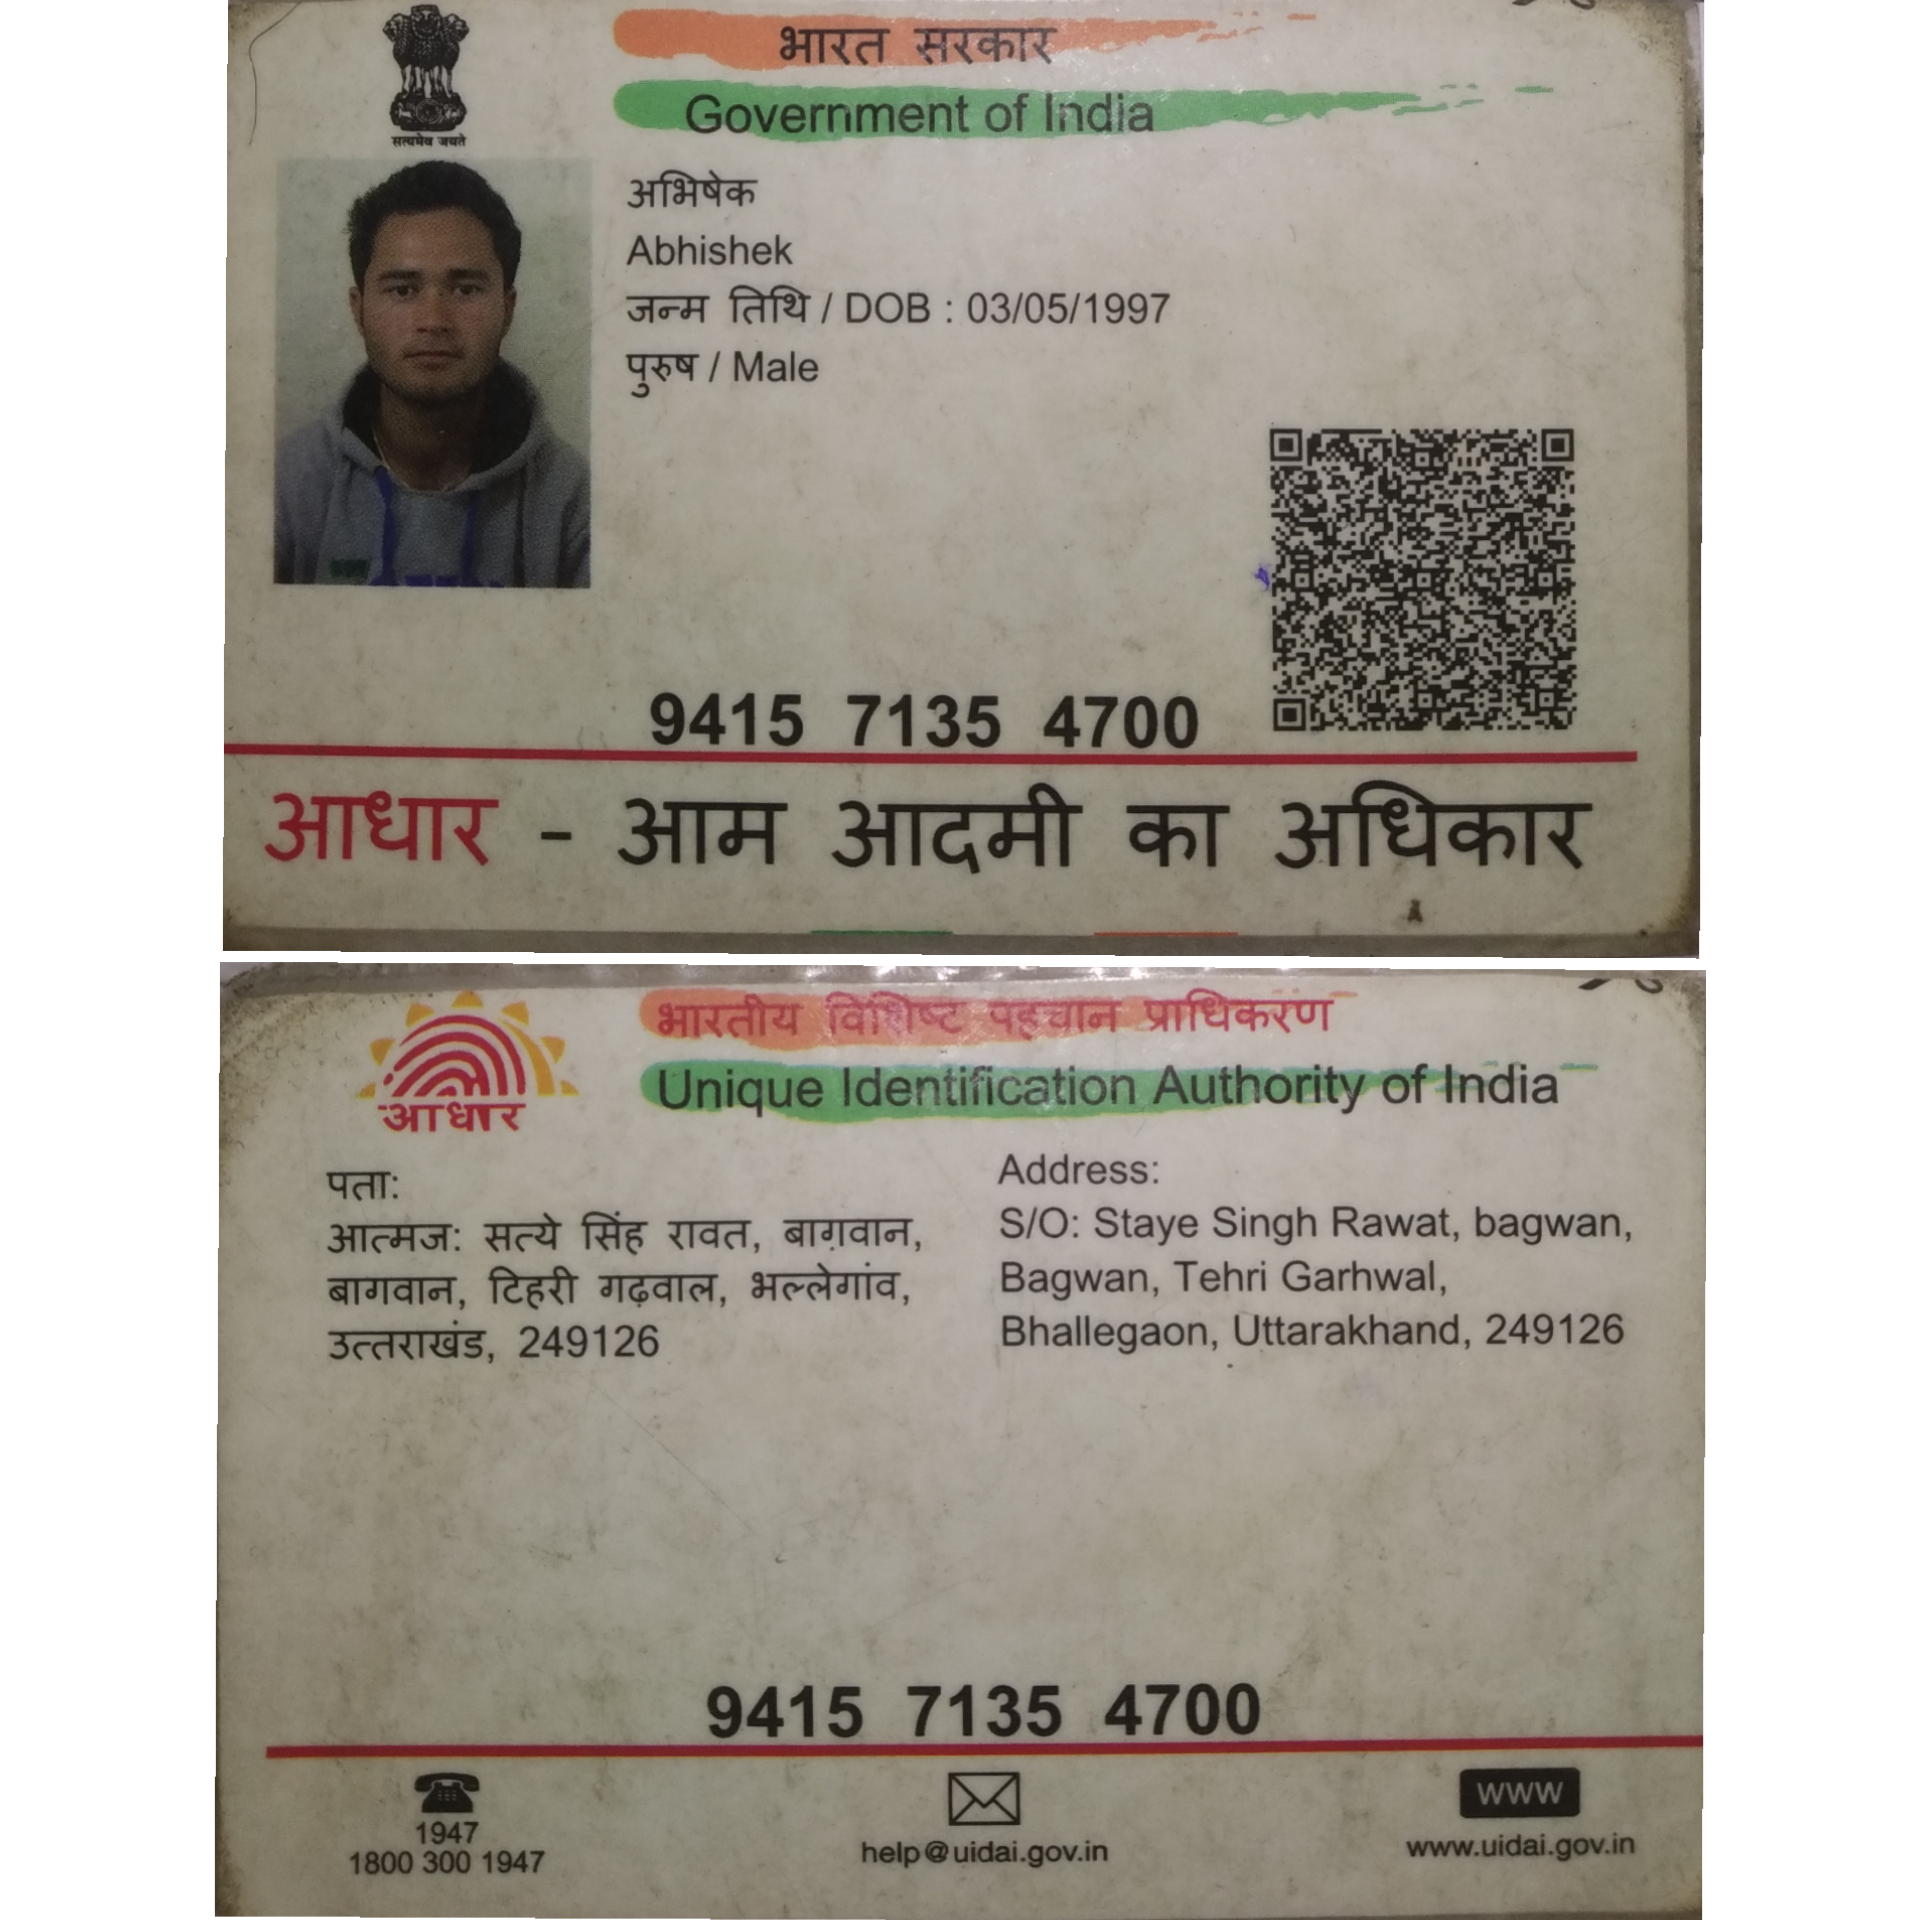 भारत सरकार
Government of India
सत्यमेव जयते
अभिषेक
Abhishek
जन्म तिथि / DOB : 03/05/1997
पुरुष / Male
9415 7135 4700
आधार - आम आदमी का अधिकार
भारतीय विशिष्ट पहचान प्राधिकरण
Unique Identification Authority of India
आधार
पता:
आत्मज: सत्ये सिंह रावत, बाग़वान,
बागवान, टिहरी गढ़वाल, भल्लेगांव,
उत्तराखंड, 249126
Address:
S/O: Staye Singh Rawat, bagwan,
Bagwan, Tehri Garhwal,
Bhallegaon, Uttarakhand, 249126
9415 7135 4700
1947
1800 300 1947
help@uidai.gov.in
WWW
www.uidai.gov.in